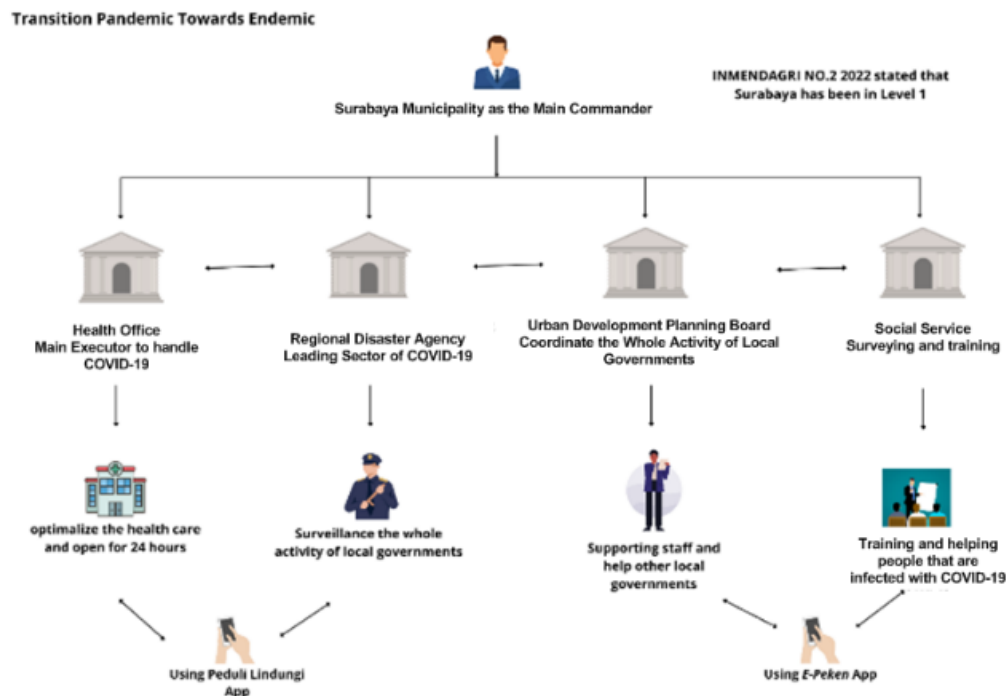 Transition Pandemic Towards Endemic
INMENDAGRI NO.2 2022 stated that
Surabaya has been in Level 1
Surabaya Municipality as the Main Commander
Health Office
Main Executor to handle
COVID-19
Regional Disaster Agency
Leading Sector of COVID-19
Urban Development Planning Board
Coordinate the Whole Activity of Local
Governments
Social Service
Surveying and training
optimalize the health care
and open for 24 hours
Surveillance the whole
activity of local governments
Supporting staff and
help other local
governments
Training and helping
people that are
infected with COVID-19
Using Peduli Lindungi
App
Using E-Peken App